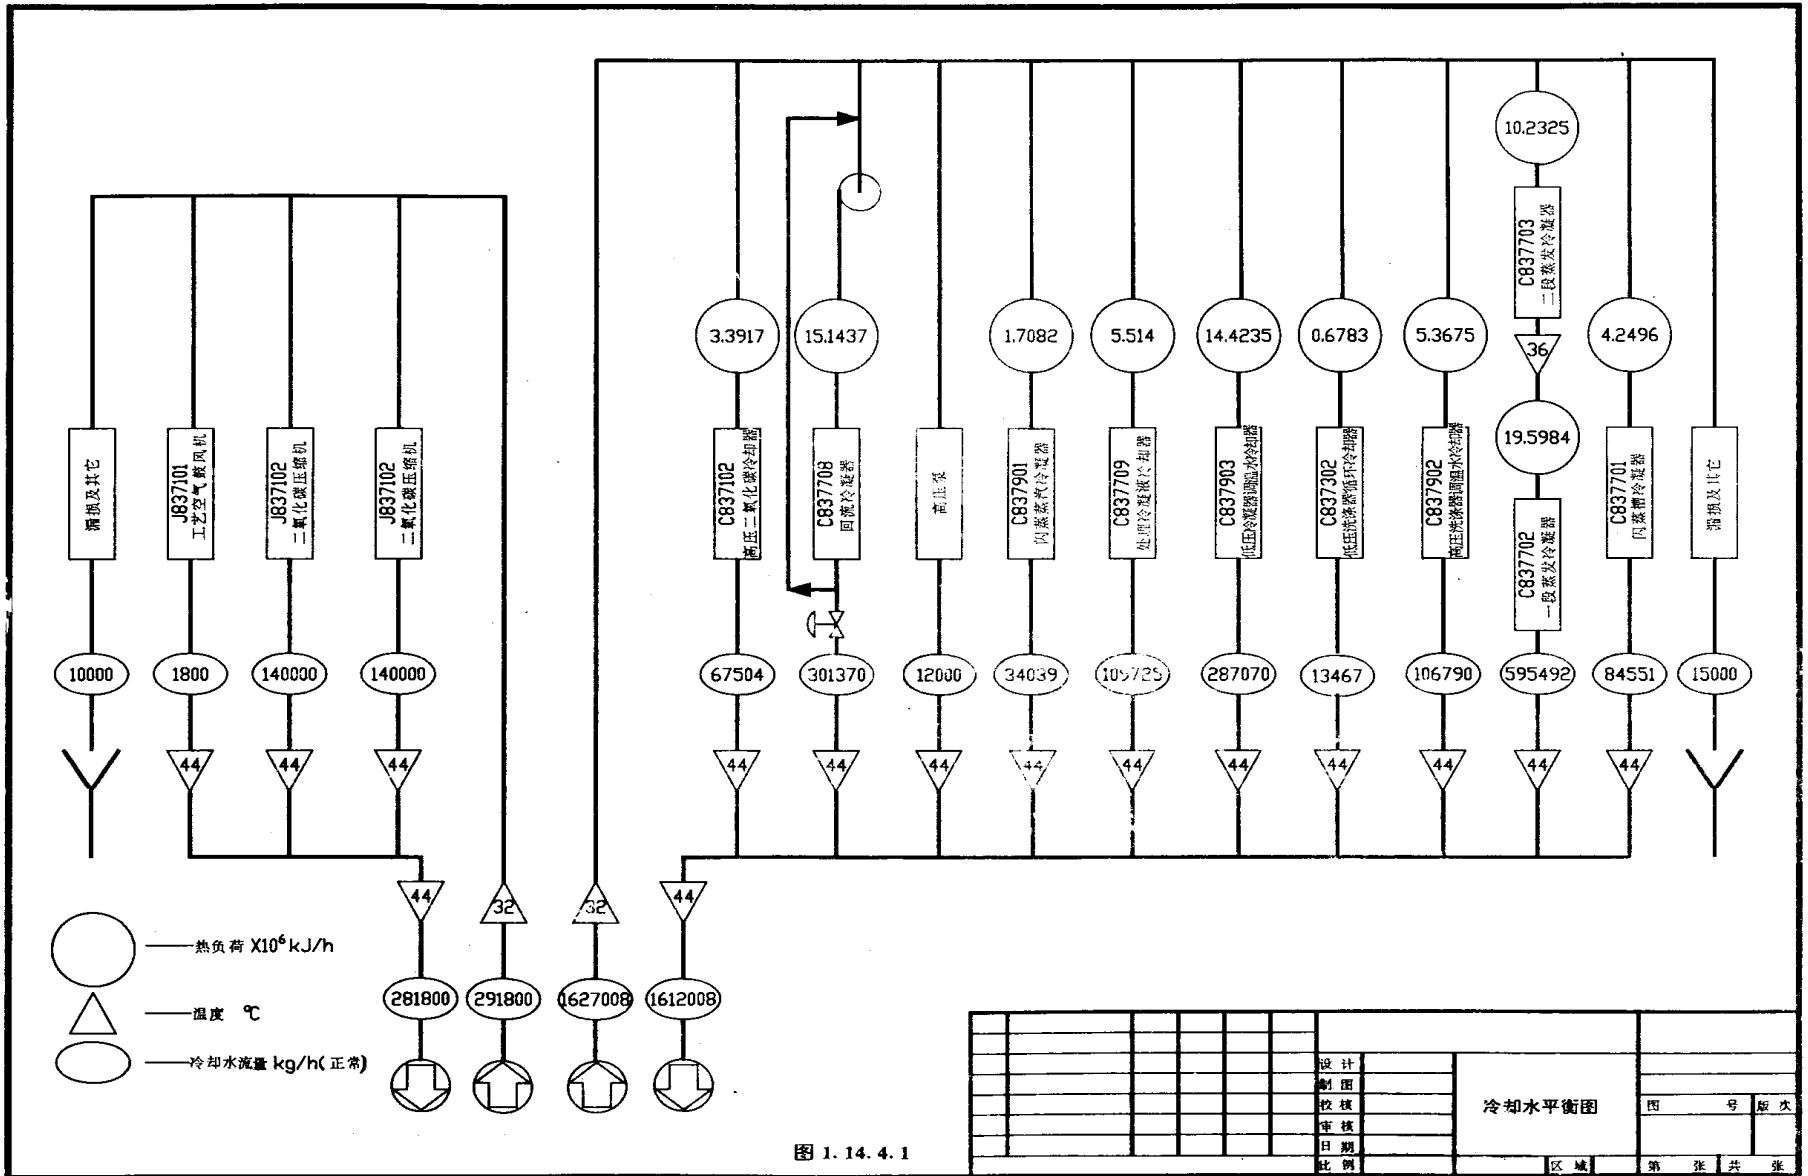 10.2325
C837703
二段蒸发冷凝器
3.3917
15.1437
1.7082
5.514
14.4235
0.6783
5.3675
36
4.2496
19.5984
漏损及其它
J837101
工艺空气鼓风机
J837102
二氧化碳压缩机
J837102
二氧化碳压缩机
C837102
高压二氧化碳冷却器
C837708
回流冷凝器
高压泵
C837901
闪蒸蒸汽冷凝器
C837709
处理冷凝液冷却器
C837903
低压冷凝器调温水冷却器
C837302
低压洗涤器循环冷却器
C837902
高压洗涤器调温水冷却器
C837702
一段蒸发冷凝器
C837701
闪蒸槽冷凝器
漏损及其它
10000
1800
140000
140000
67504
301370
12000
34039
109725
287070
13467
106790
595492
84551
15000
44
44
44
44
44
44
44
44
44
44
44
44
44
44
32
32
44
热负荷 X10⁶kJ/h
温度 ℃
冷却水流量 kg/h(正常)
281800
291800
1627008
1612008
设计
制图
校核
审核
日期
比例
冷却水平衡图
图 号
版次
区域
第 张
共 张
图 1.14.4.1